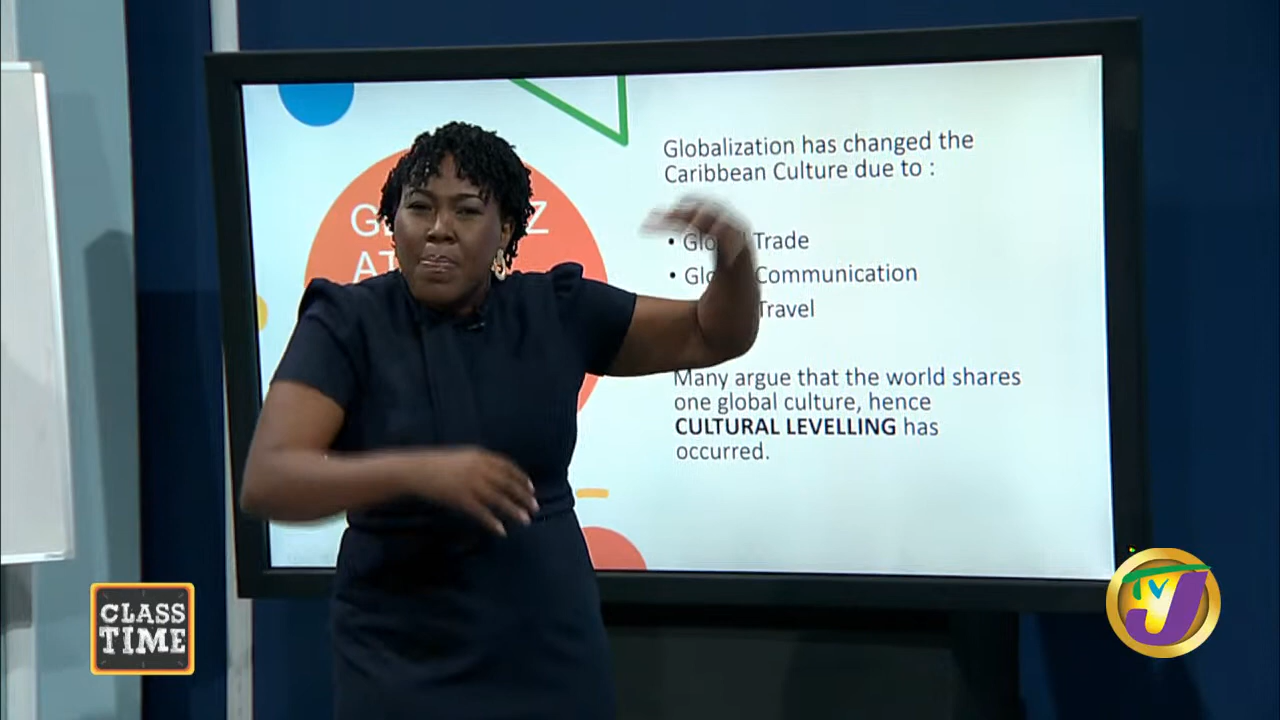 Globalization has changed the
Caribbean Culture due to :
• Trade
• Communication
Travel
Many argue that the world shares
one global culture, hence
CULTURAL LEVELLING has
occurred.
CLASS
TIME
TVJ